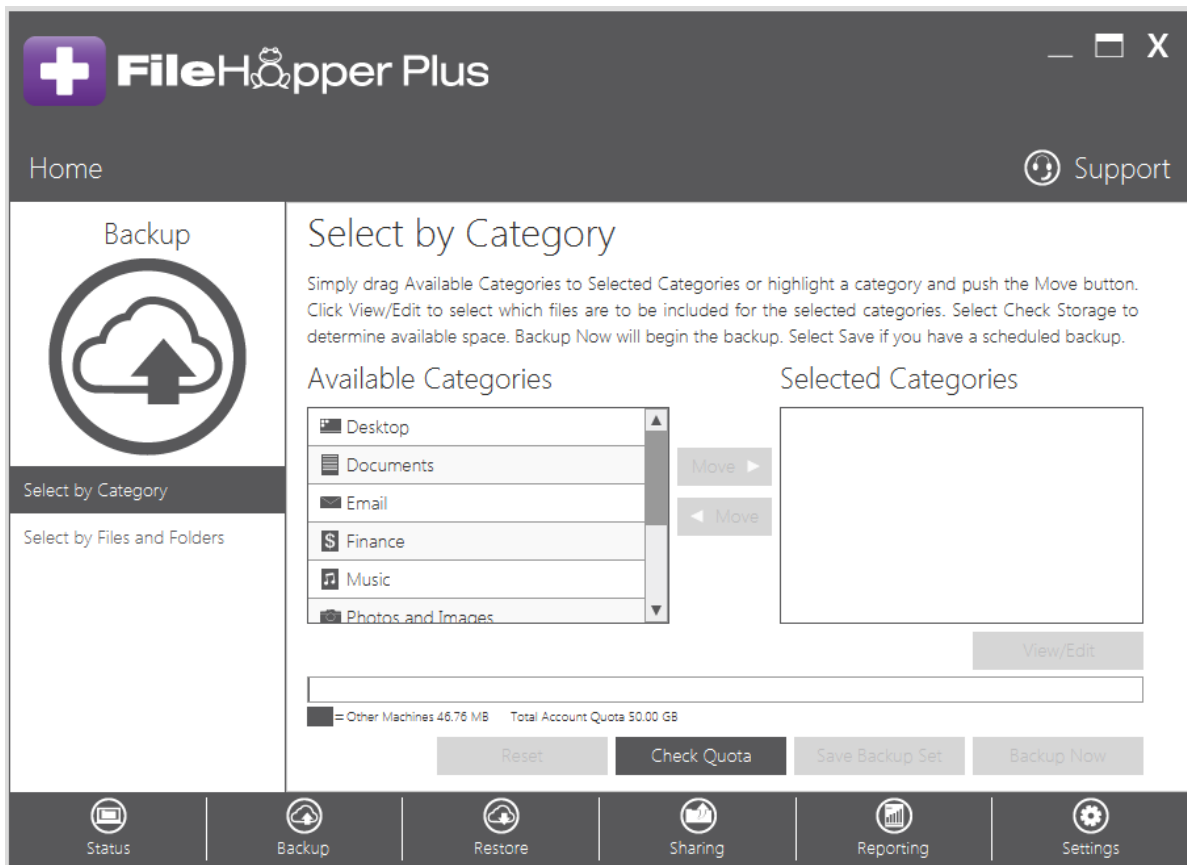 FileHopper Plus
Home
Support
Backup
Select by Category
Select by Files and Folders
Select by Category
Simply drag Available Categories to Selected Categories or highlight a category and push the Move button.
Click View/Edit to select which files are to be included for the selected categories. Select Check Storage to
determine available space. Backup Now will begin the backup. Select Save if you have a scheduled backup.
Available Categories
Selected Categories
Desktop
Documents
Email
Finance
Music
Photos and Images
Move
Move
View/Edit
= Other Machines 46.76 MB Total Account Quota 50.00 GB
Reset
Check Quota
Save Backup Set
Backup Now
Status
Backup
Restore
Sharing
Reporting
Settings